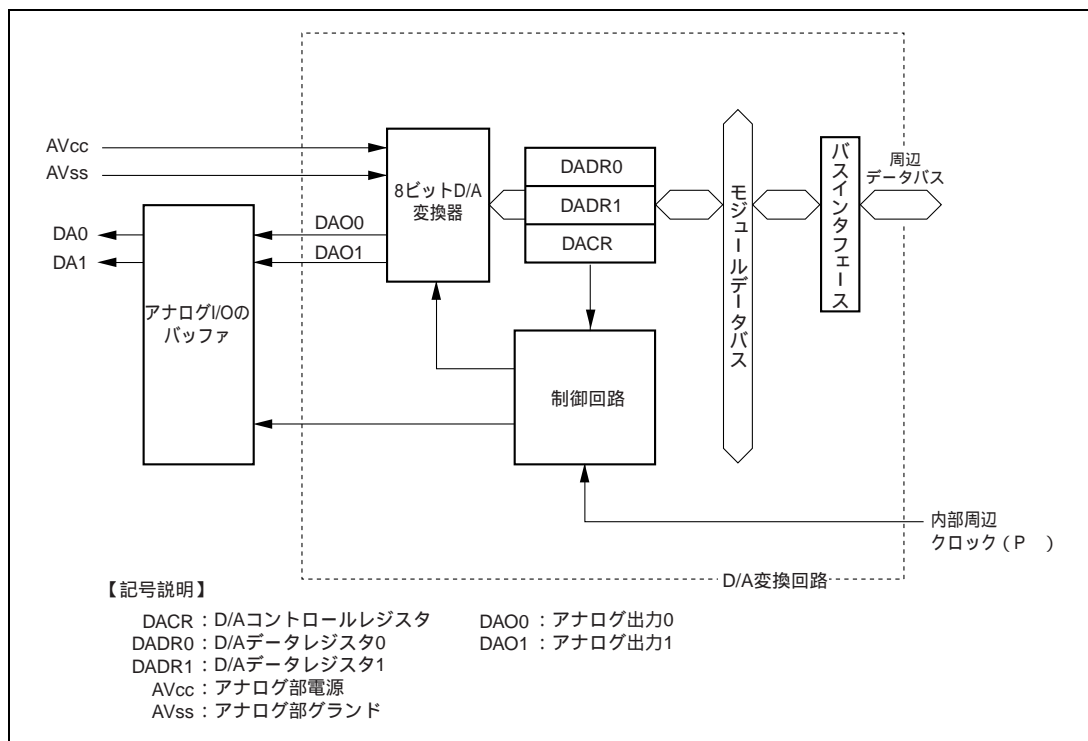 AVcc
AVss
8ビットD/A
変換器
DADR0
DADR1
DACR
モジュールデータバス
バスインタフェース
周辺
データバス
DA0
DA1
DAO0
DAO1
アナログI/Oの
バッファ
制御回路
内部周辺
クロック（P　）
D/A変換回路
【記号説明】
DACR：D/Aコントロールレジスタ
DADR0：D/Aデータレジスタ0
DADR1：D/Aデータレジスタ1
AVcc：アナログ部電源
AVss：アナログ部グランド
DAO0：アナログ出力0
DAO1：アナログ出力1